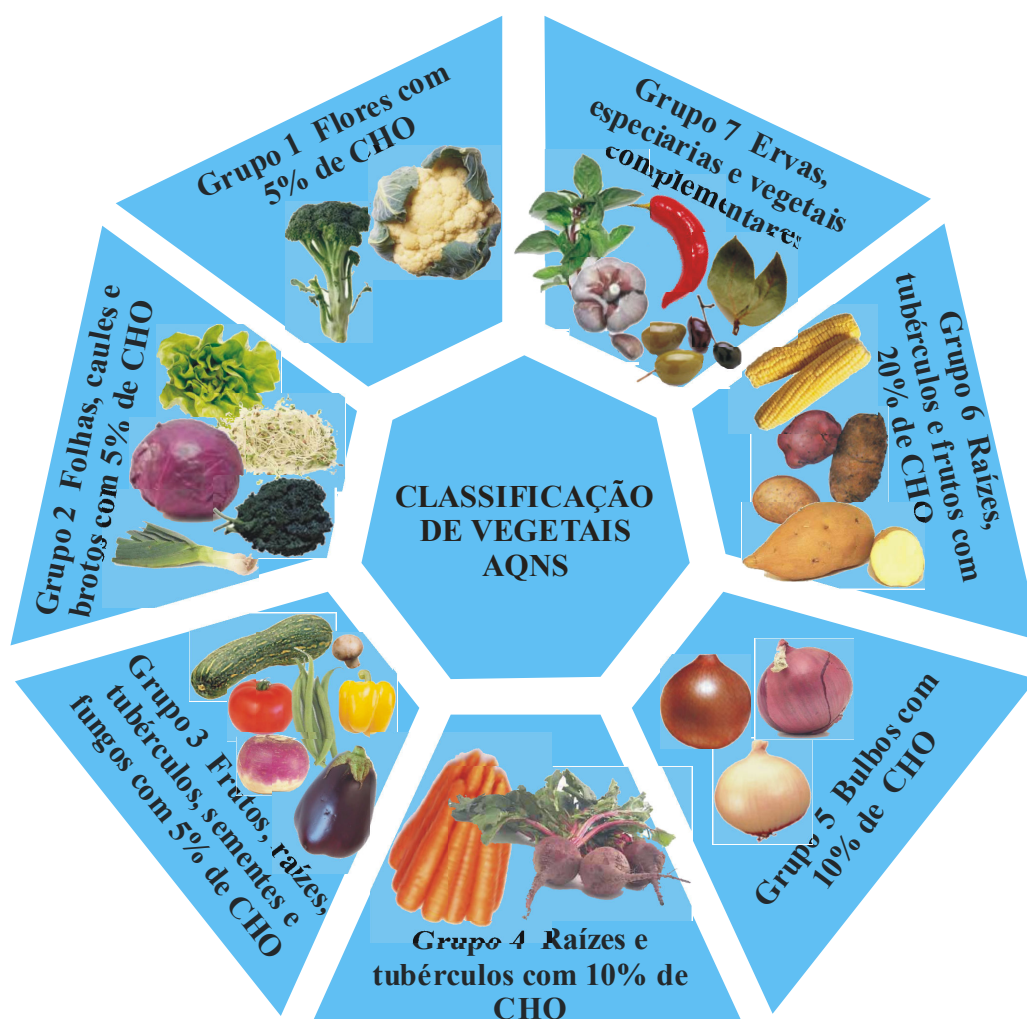 CLASSIFICAÇÃO
DE VEGETAIS
AQNS
Grupo 1 Flores com
5% de CHO
Grupo 2 Folhas, caules e
brotos com 5% de CHO
Grupo 3 Frutos, raízes,
tubérculos, sementes e
fungos com 5% de CHO
Grupo 4 Raízes e
tubérculos com 10% de
CHO
Grupo 5 Bulbos com
10% de CHO
Grupo 6 Raízes,
tubérculos e frutos com
20% de CHO
Grupo 7 Ervas,
especiarias e vegetais
complementares